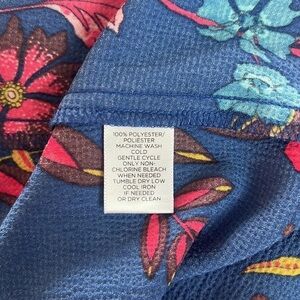 100% POLYESTER/
POLIESTER
MACHINE WASH
COLD
GENTLE CYCLE
ONLY NON-
CHLORINE BLEACH
WHEN NEEDED
TUMBLE DRY LOW
COOL IRON
IF NEEDED
OR DRY CLEAN